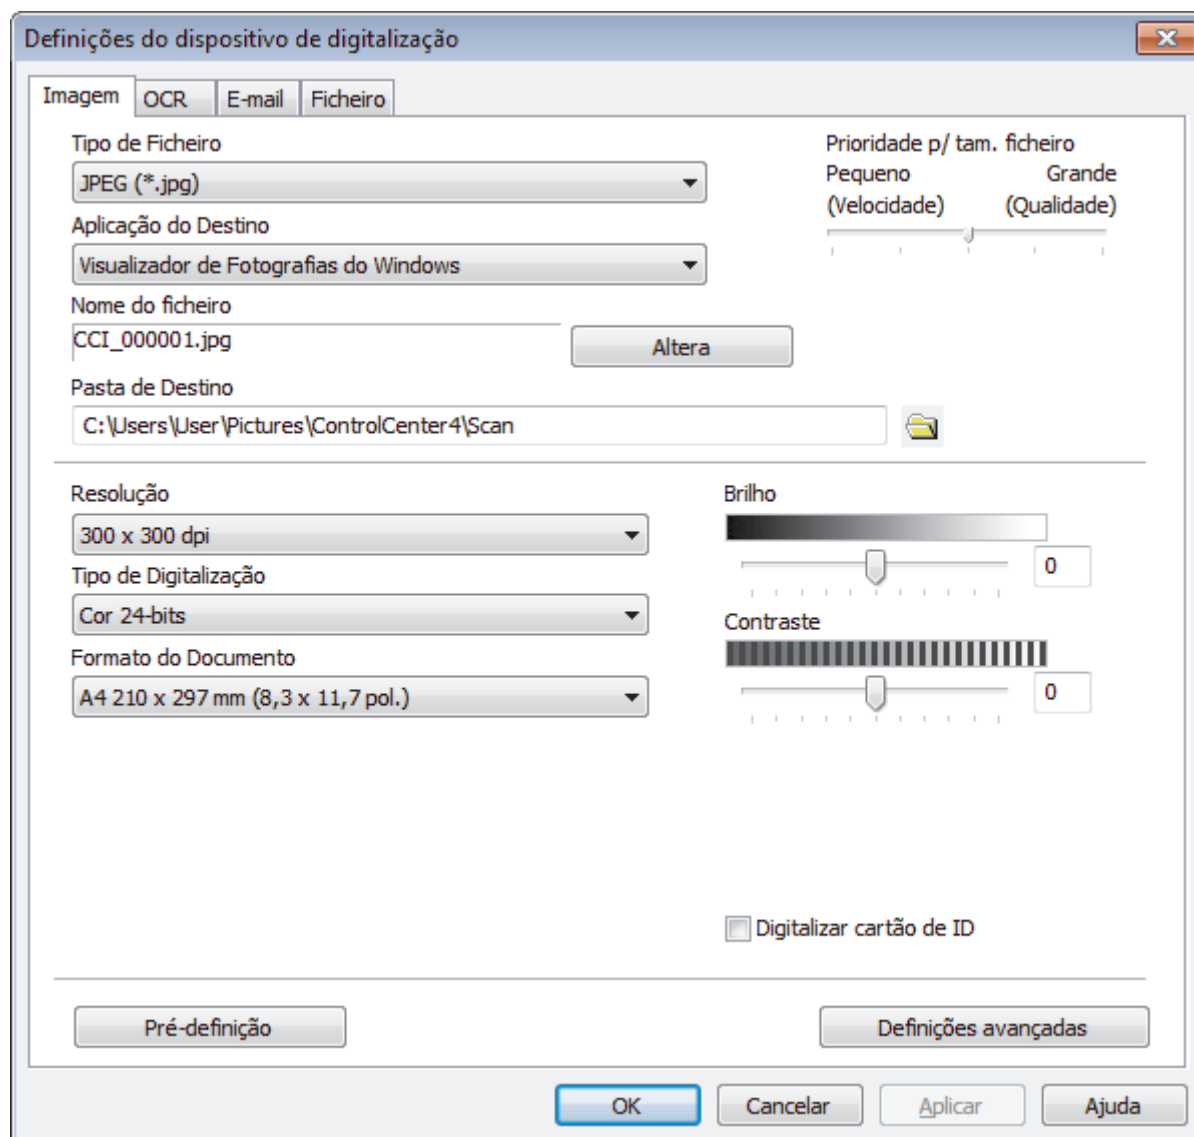 Definições do dispositivo de digitalização
Imagem OCR E-mail Ficheiro
Tipo de Ficheiro
JPEG (*.jpg)
Aplicação do Destino
Visualizador de Fotografias do Windows
Nome do ficheiro
CCI_000001.jpg
Altera
Pasta de Destino
C:\Users\User\Pictures\ControlCenter4\Scan
Prioridade p/ tam. ficheiro
Pequeno Grande
(Velocidade) (Qualidade)
Resolução
300 x 300 dpi
Tipo de Digitalização
Cor 24-bits
Formato do Documento
A4 210 x 297 mm (8,3 x 11,7 pol.)
Brilho
0
Contraste
0
Digitalizar cartão de ID
Pré-definição
Definições avançadas
OK Cancelar Aplicar Ajuda